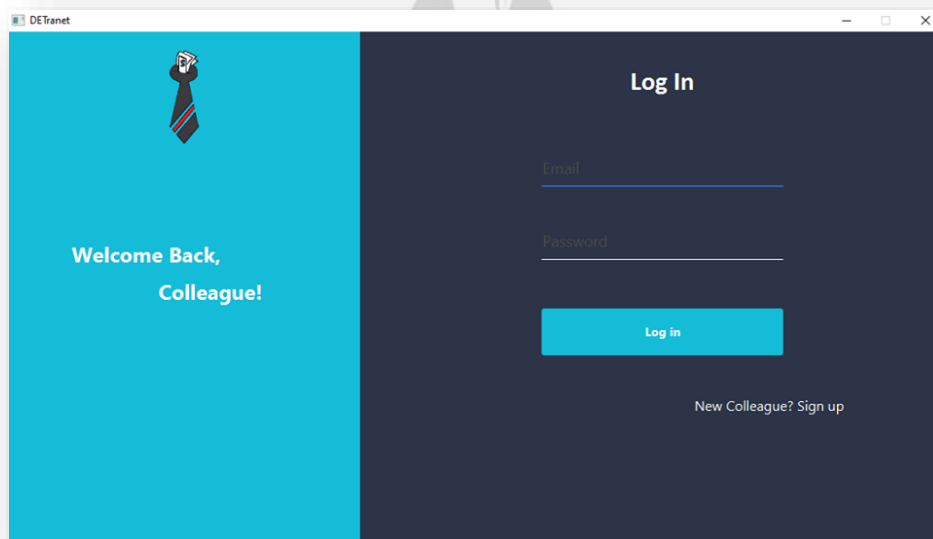 DETranet
Log In
Email
Password
Welcome Back,
Colleague!
Log in
New Colleague? Sign up